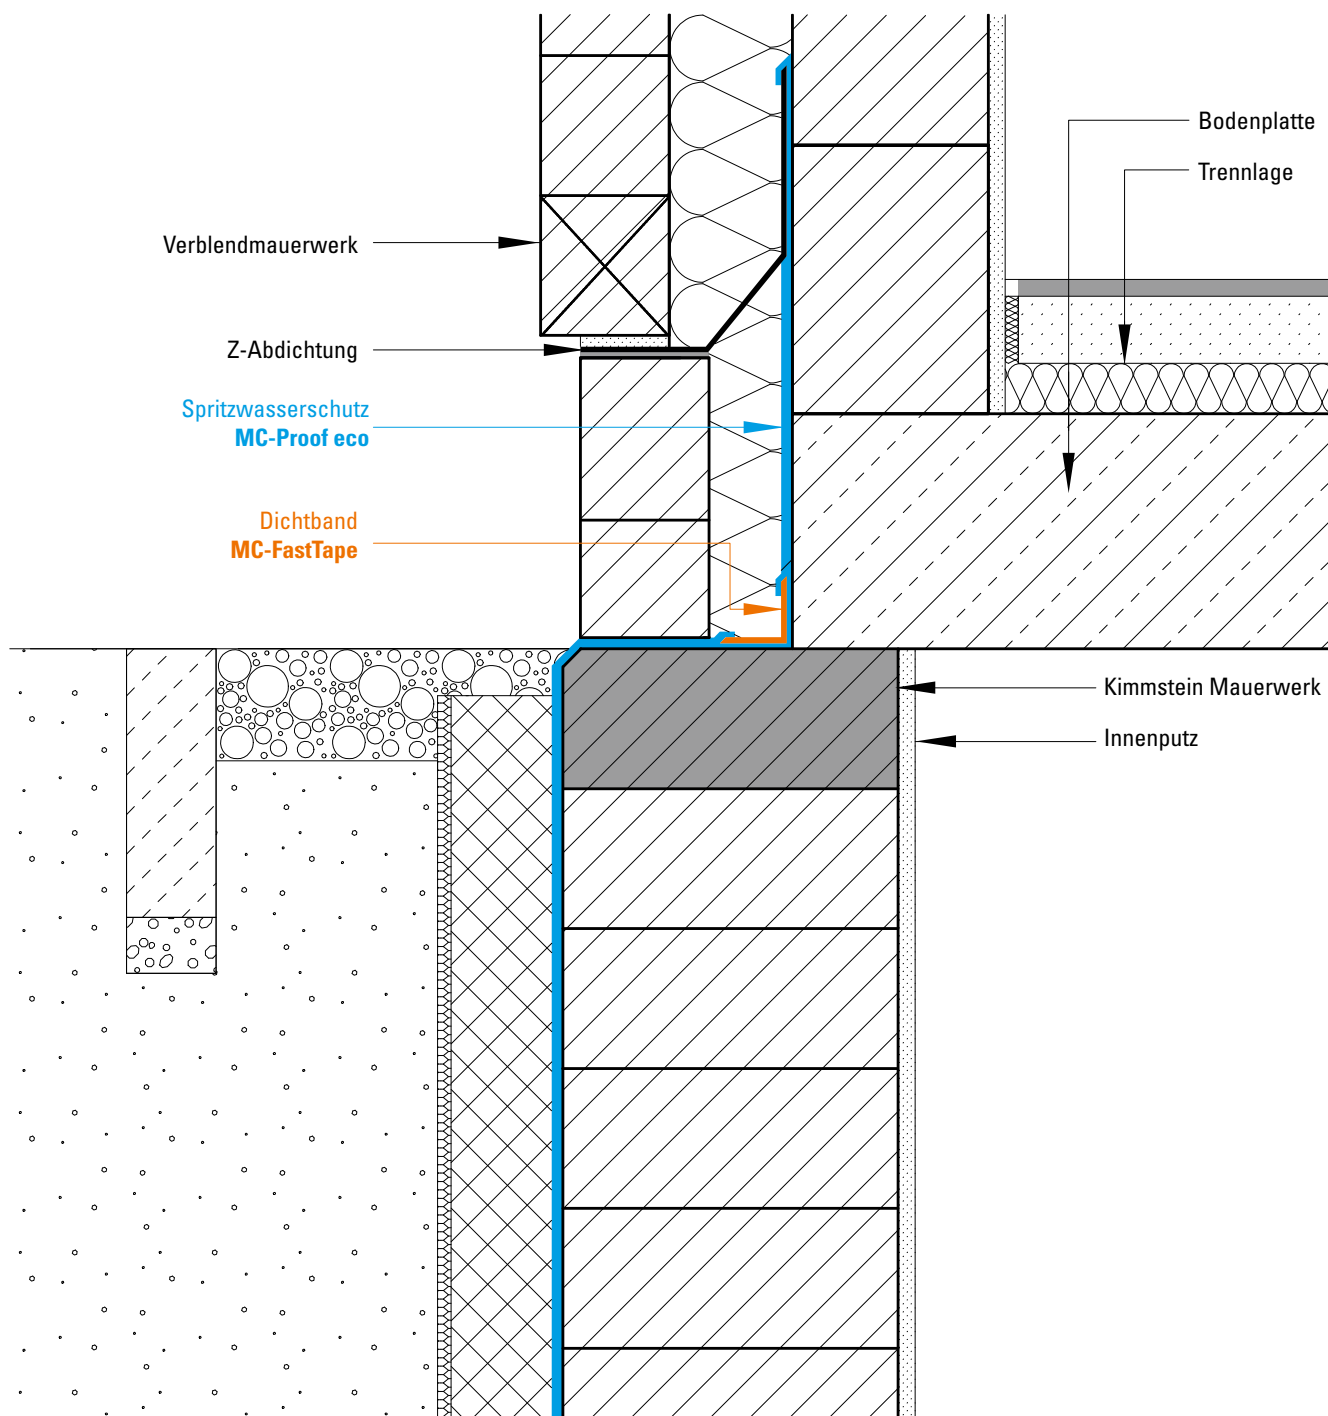 Bodenplatte
Trennlage
Verblendmauerwerk
Z-Abdichtung
Spritzwasserschutz
MC-Proof eco
Dichtband
MC-FastTape
Kimmstein Mauerwerk
Innenputz